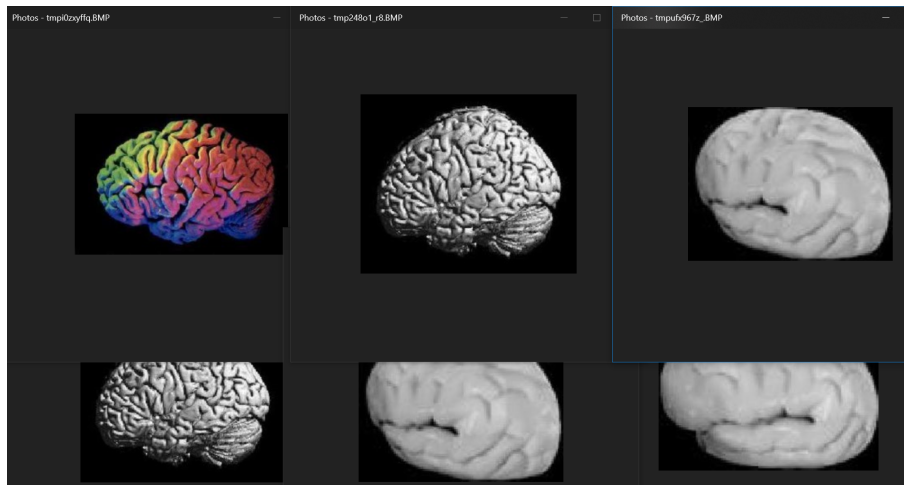 Photos - tmpi0zxyffq.BMP
Photos - tmp248o1_r8.BMP
Photos - tmpufx967z_.BMP